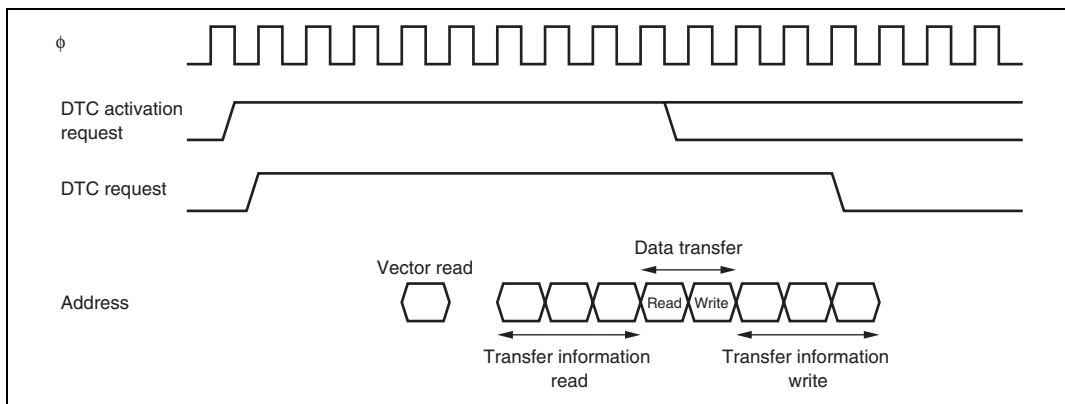 φ
DTC activation
request
DTC request
Data transfer
Vector read
Address
Read
Write
Transfer information
read
Transfer information
write